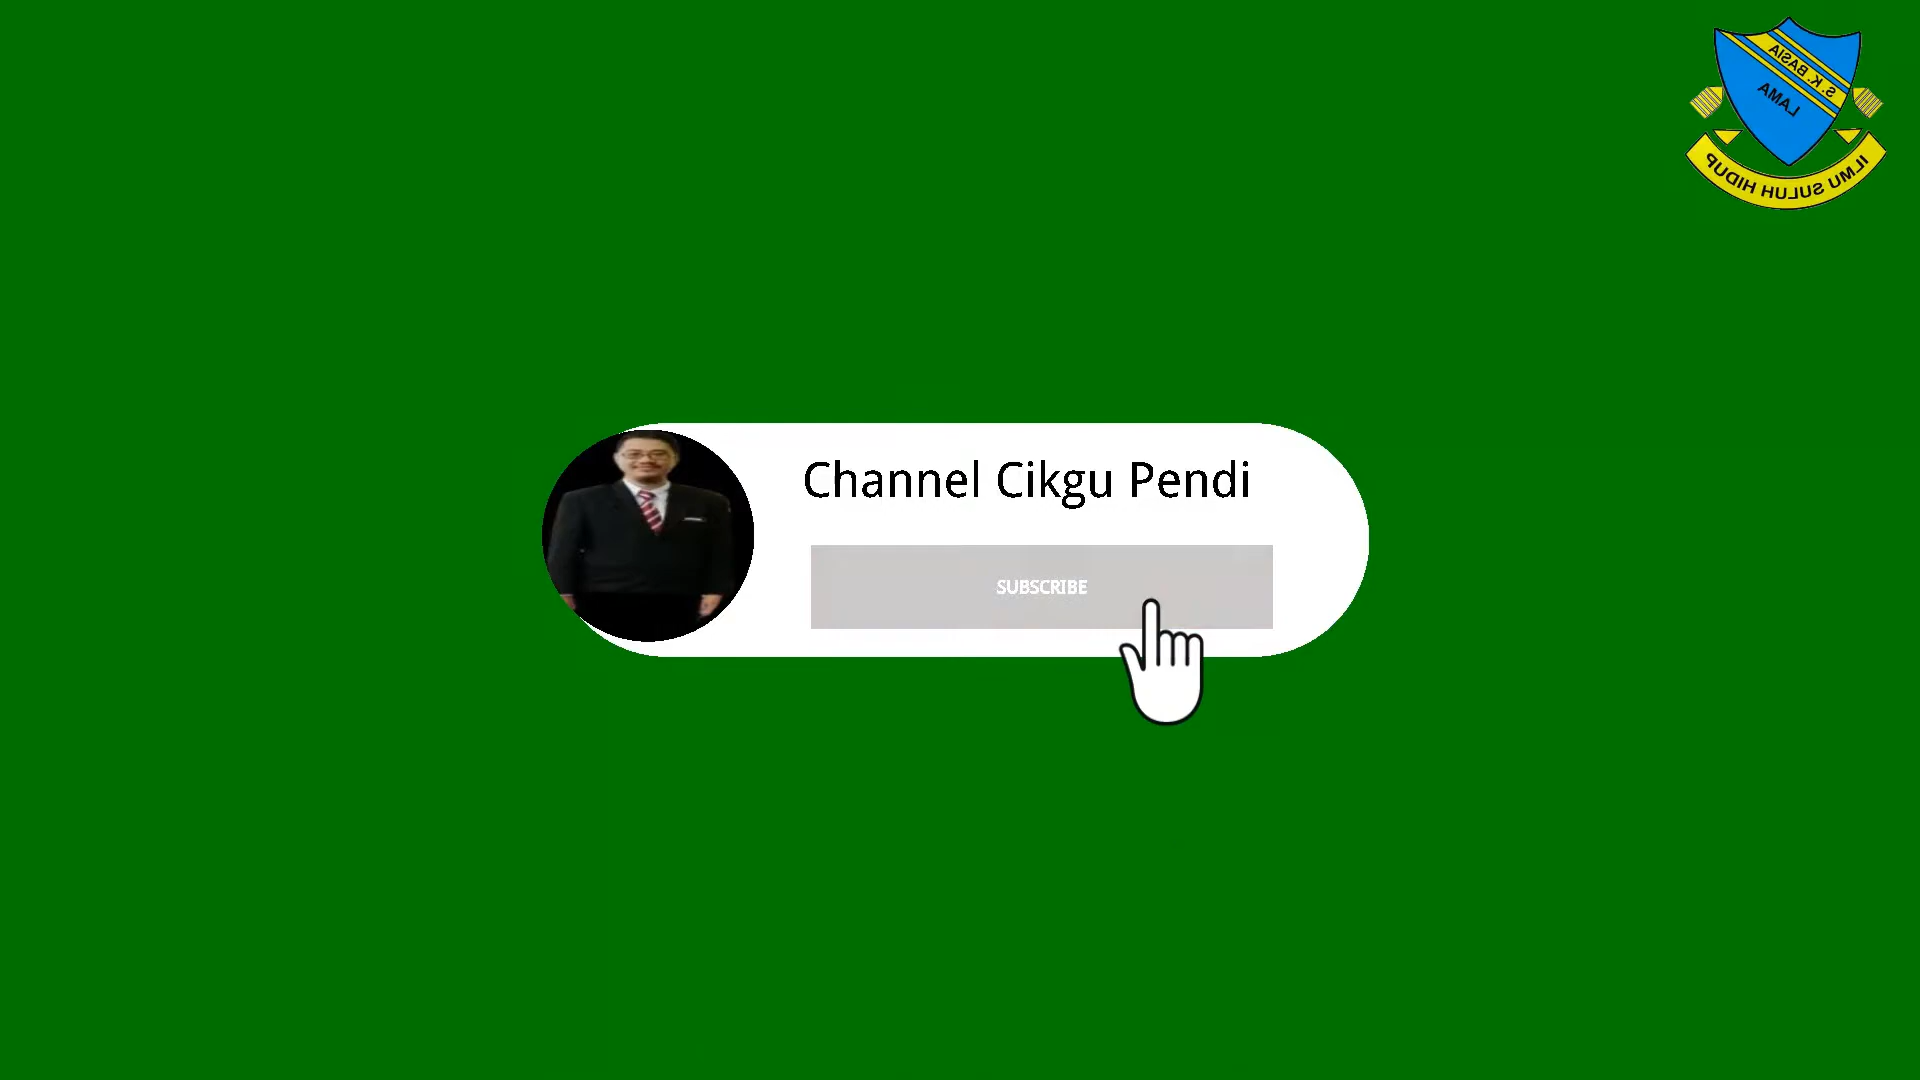 S. K. BASIA
LAMA
ILMU SULUH HIDUP
Channel Cikgu Pendi
SUBSCRIBE